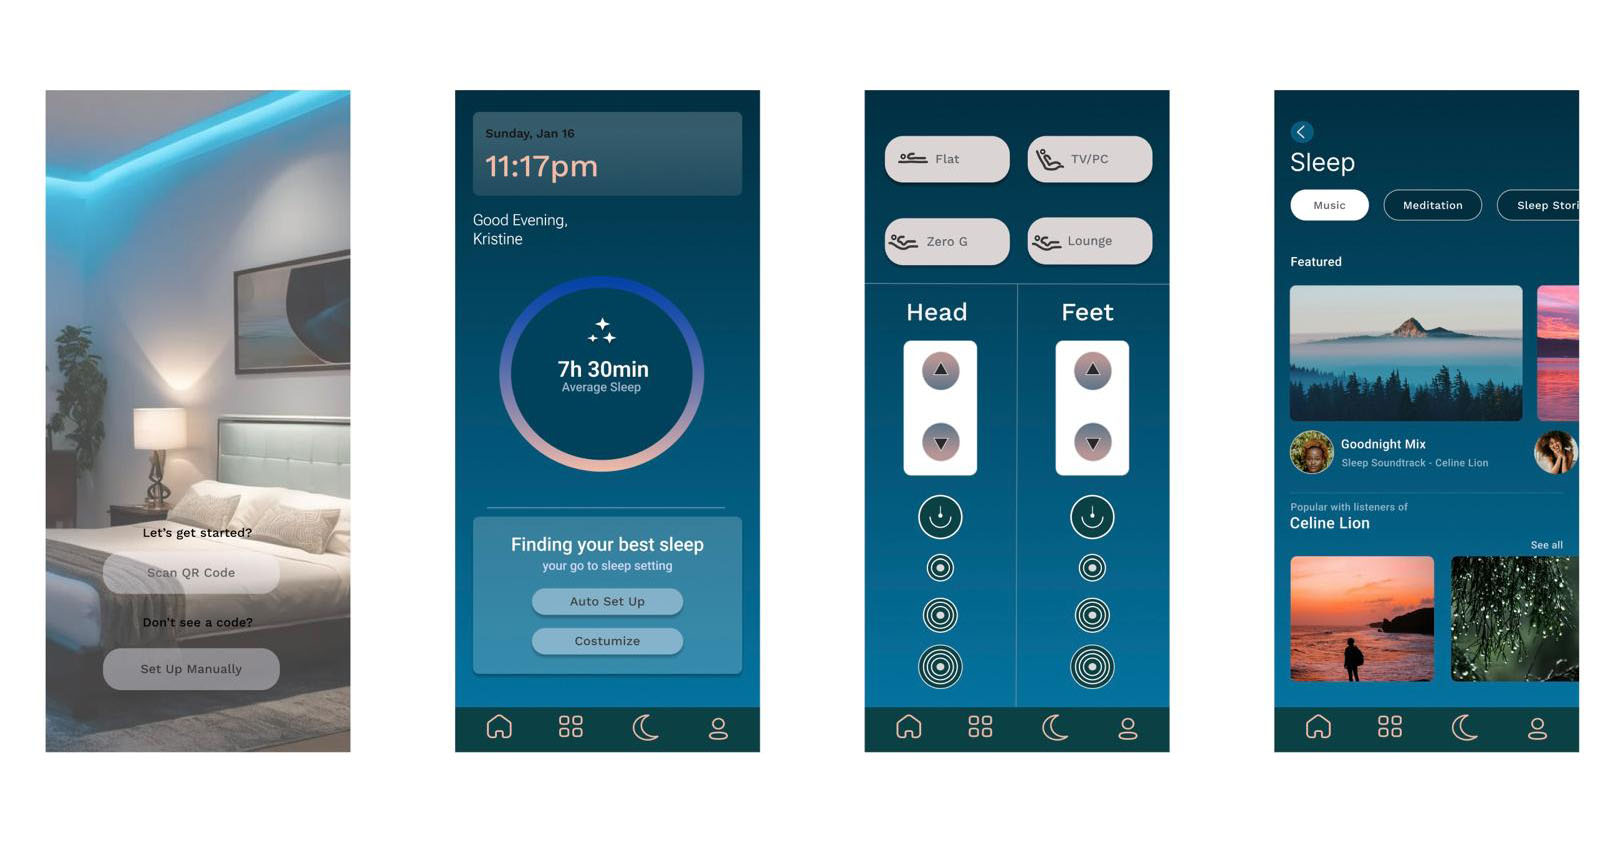 Let's get started?
Scan QR Code
Don't see a code?
Set Up Manually
Sunday, Jan 16
11:17pm
Good Evening,
Kristine
7h 30min
Average Sleep
Finding your best sleep
your go to sleep setting
Auto Set Up
Costumize
Flat
TV/PC
Zero G
Lounge
Head
Feet
Sleep
Music
Meditation
Sleep Stori
Featured
Goodnight Mix
Sleep Soundtrack - Celine Lion
Popular with listeners of
Celine Lion
See all